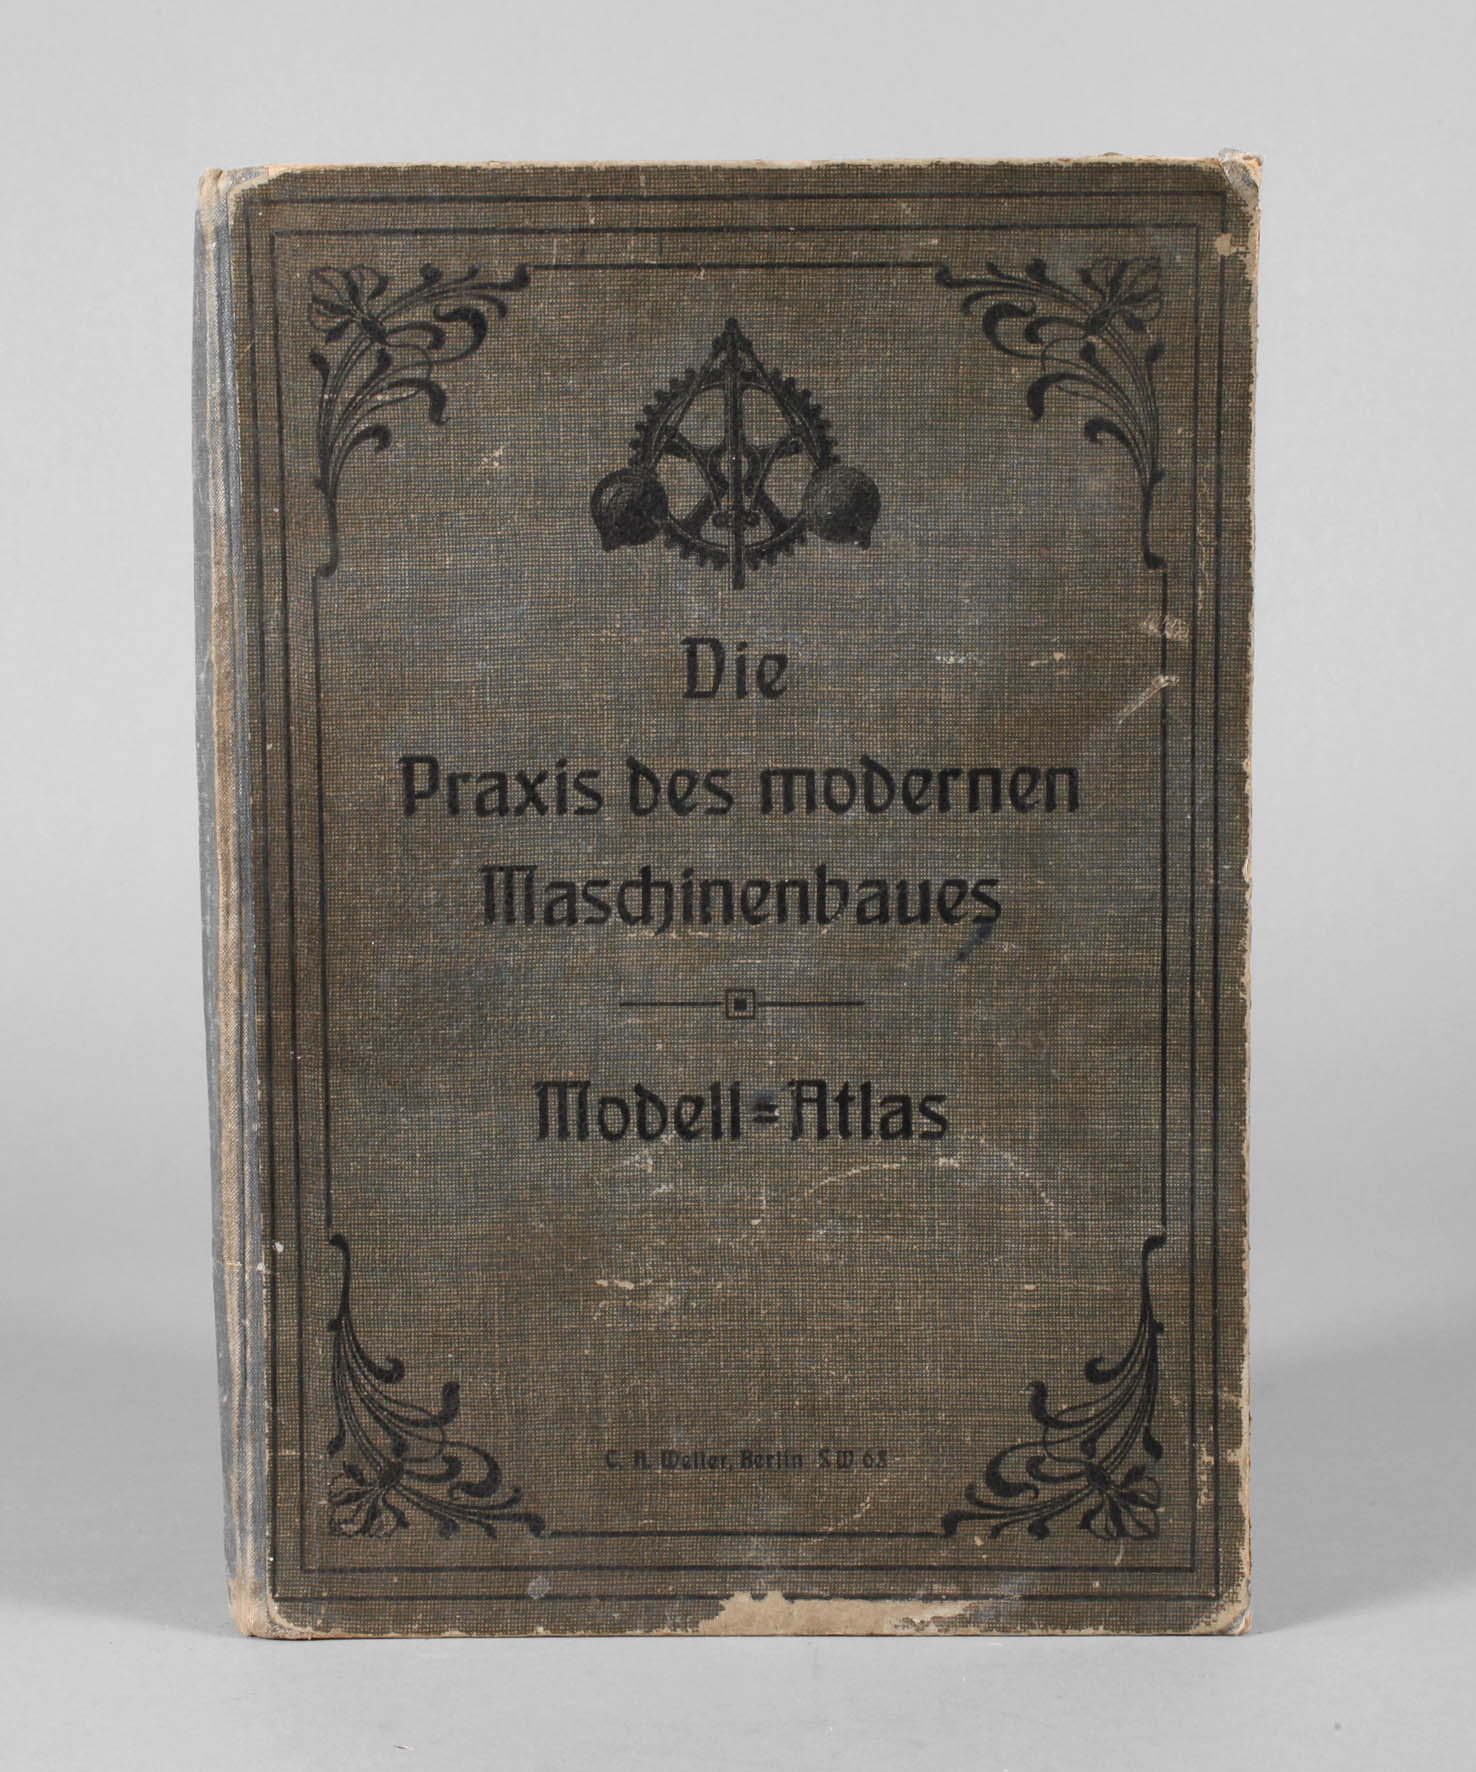 Die
Praxis des modernen
Maschinenbaues
Modell=Atlas
C. A. Weller, Berlin SW 68